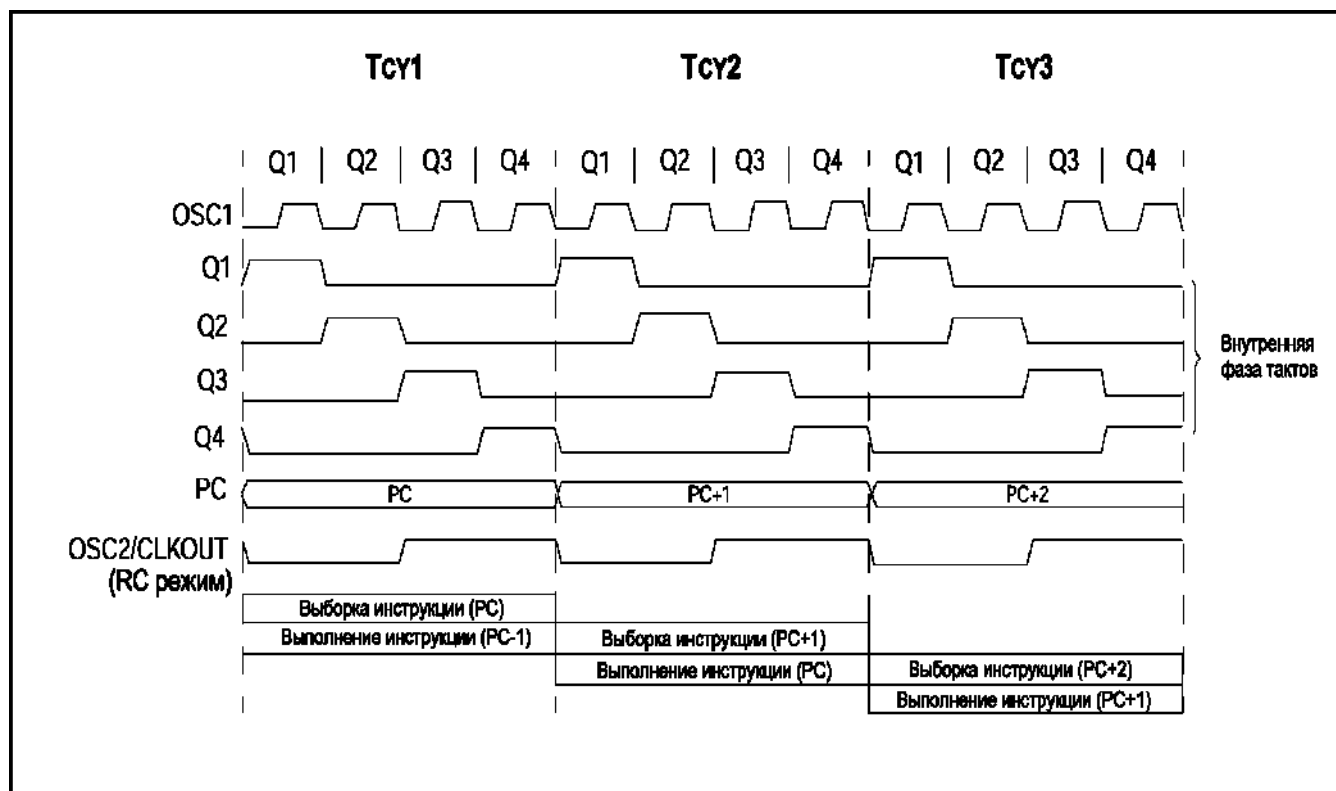 TCY1 TCY2 TCY3
Q1 Q2 Q3 Q4 Q1 Q2 Q3 Q4 Q1 Q2 Q3 Q4
OSC1
Q1
Q2
Q3
Q4
Внутренняя
фаза тактов
PC PC PC+1 PC+2
OSC2/CLKOUT
(RC режим)
Выборка инструкции (PC)
Выполнение инструкции (PC-1) Выборка инструкции (PC+1)
Выполнение инструкции (PC) Выборка инструкции (PC+2)
Выполнение инструкции (PC+1)